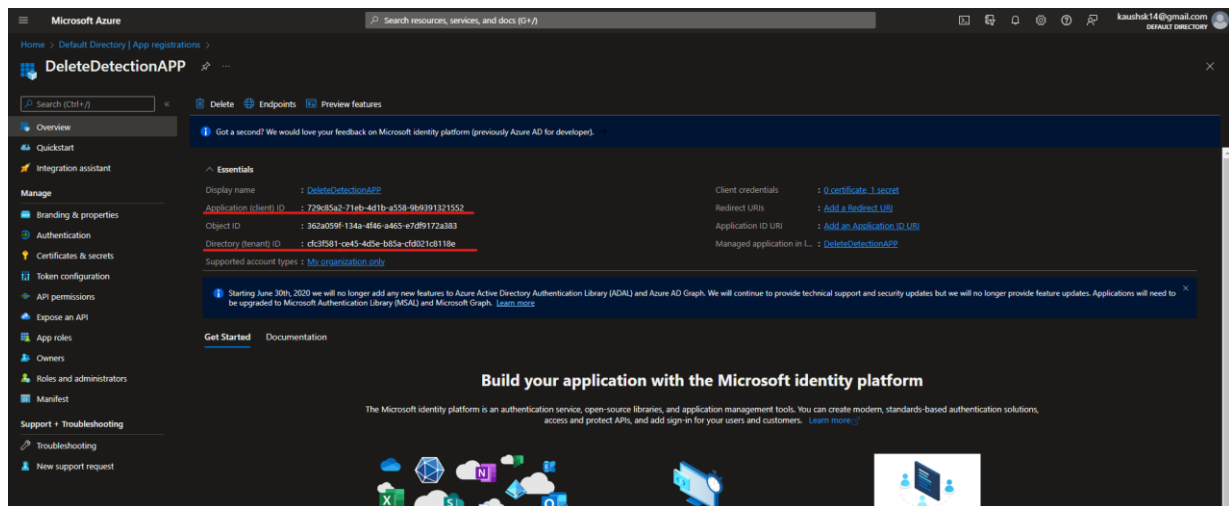 Microsoft Azure
Search resources, services, and docs (G+/)
kaushsk14@gmail.com
DEFAULT DIRECTORY
Home > Default Directory | App registrations >
DeleteDetectionAPP
Search (Ctrl+/)
Delete Endpoints Preview features
Overview
Quickstart
Integration assistant
Manage
Branding & properties
Authentication
Certificates & secrets
Token configuration
API permissions
Expose an API
App roles
Owners
Roles and administrators
Manifest
Support + Troubleshooting
Troubleshooting
New support request
Got a second? We would love your feedback on Microsoft identity platform (previously Azure AD for developer).
Essentials
Display name : DeleteDetectionAPP
Application (client) ID : 729c85a2-71eb-4d1b-a558-9b9391321552
Object ID : 362a059f-134a-4f46-a465-e7df9172a383
Directory (tenant) ID : cfc3f581-ce45-4d5e-b85a-cfd021c8118e
Supported account types : My organization only
Client credentials : 0 certificate, 1 secret
Redirect URIs : Add a Redirect URI
Application ID URI : Add an Application ID URI
Managed application in l... : DeleteDetectionAPP
Starting June 30th, 2020 we will no longer add any new features to Azure Active Directory Authentication Library (ADAL) and Azure AD Graph. We will continue to provide technical support and security updates but we will no longer provide feature updates. Applications will need to
be upgraded to Microsoft Authentication Library (MSAL) and Microsoft Graph. Learn more
Get Started Documentation
Build your application with the Microsoft identity platform
The Microsoft identity platform is an authentication service, open-source libraries, and application management tools. You can create modern, standards-based authentication solutions,
access and protect APIs, and add sign-in for your users and customers. Learn more